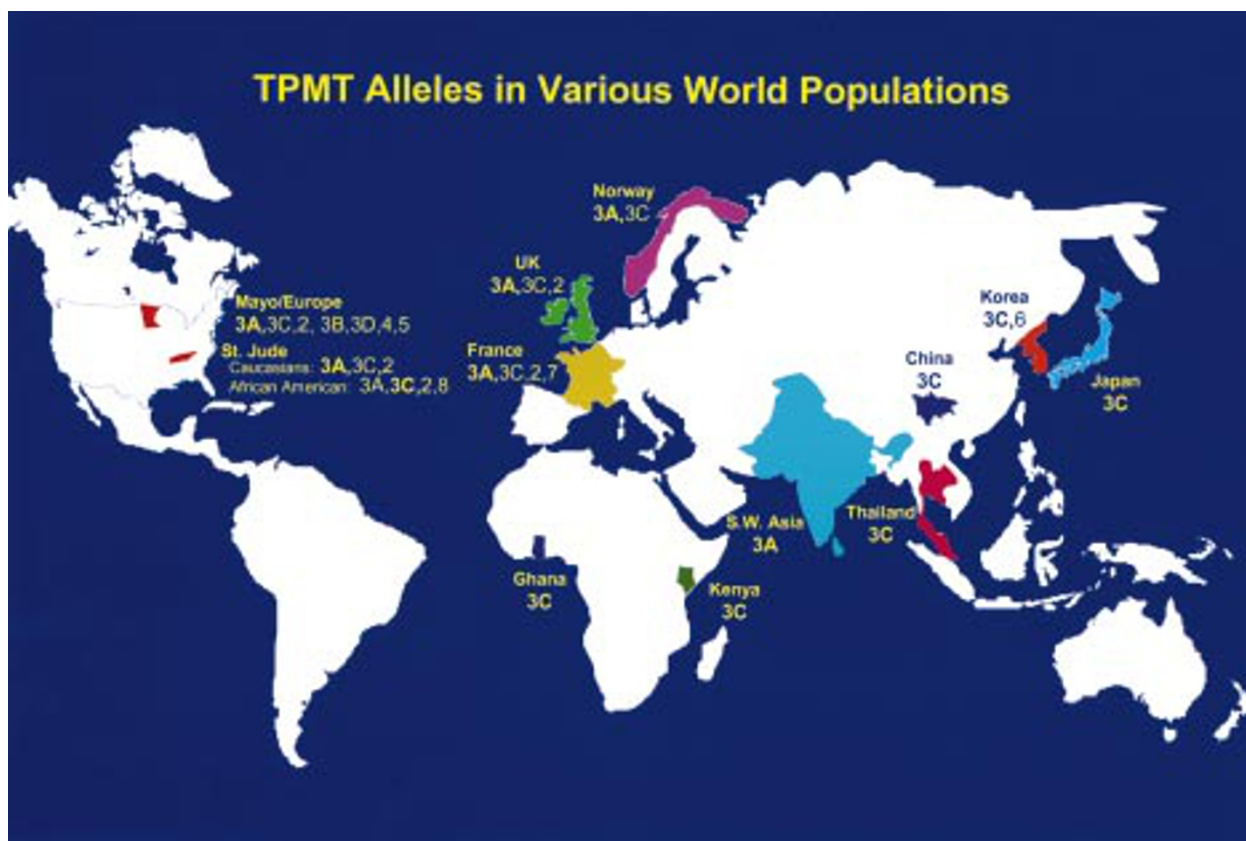 TPMT Alleles in Various World Populations
Norway
3A,3C
UK
3A,3C,2
Mayo/Europe
3A,3C,2, 3B,3D,4,5
St. Jude
Caucasians: 3A,3C,2
African American: 3A,3C,2,8
France
3A,3C,2,7
Korea
3C,6
China
3C
Japan
3C
S.W. Asia
3A
Thailand
3C
Ghana
3C
Kenya
3C